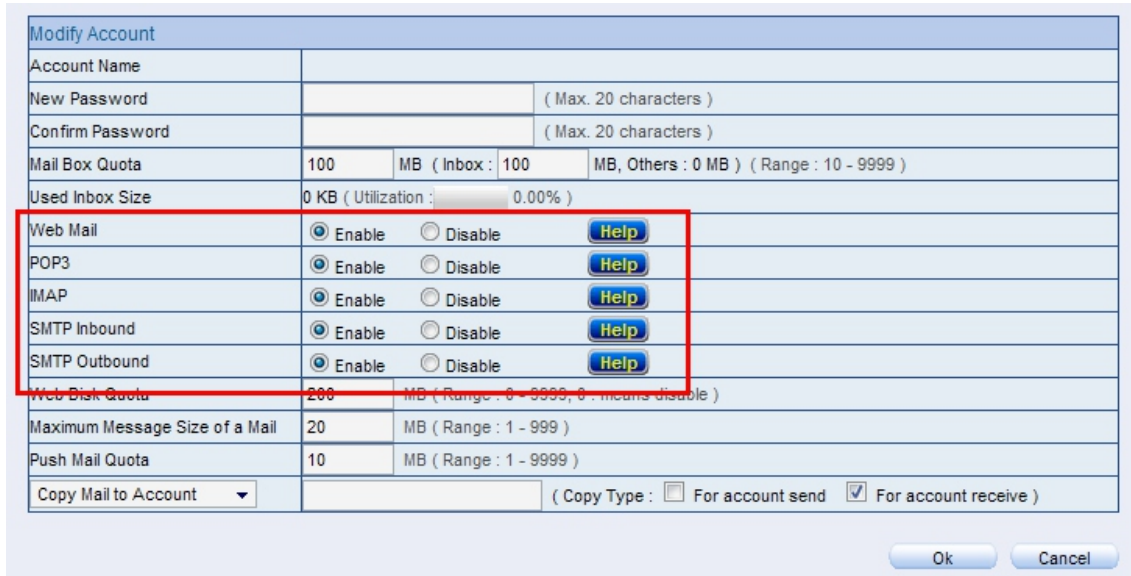 Modify Account
Account Name
New Password ( Max. 20 characters )
Confirm Password ( Max. 20 characters )
Mail Box Quota 100 MB ( Inbox : 100 MB, Others : 0 MB ) ( Range : 10 - 9999 )
Used Inbox Size 0 KB ( Utilization : 0.00% )
Web Mail Enable Disable Help
POP3 Enable Disable Help
IMAP Enable Disable Help
SMTP Inbound Enable Disable Help
SMTP Outbound Enable Disable Help
Web Disk Quota 200 MB ( Range : 0 - 9999, 0 : means disable )
Maximum Message Size of a Mail 20 MB ( Range : 1 - 999 )
Push Mail Quota 10 MB ( Range : 1 - 9999 )
Copy Mail to Account ( Copy Type : For account send For account receive )
Ok Cancel